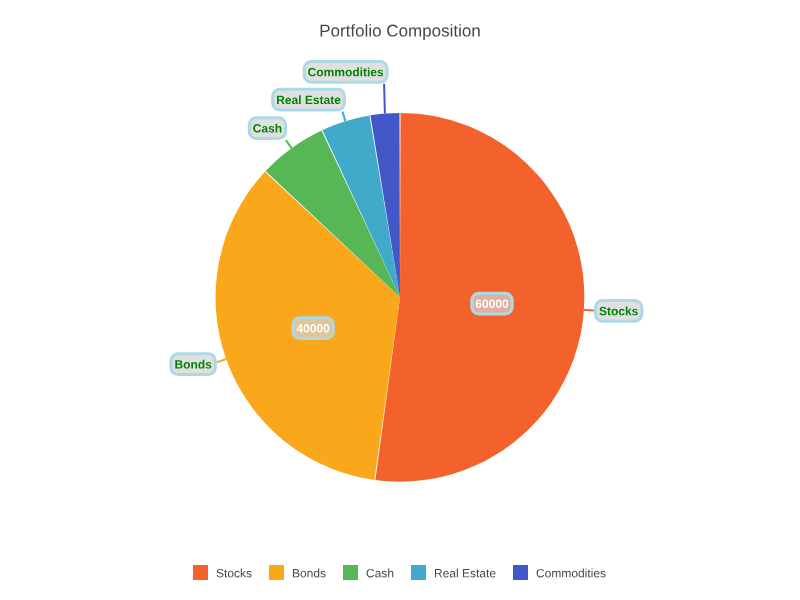 Portfolio Composition
Commodities
Real Estate
Cash
60000
Stocks
40000
Bonds
Stocks Bonds Cash Real Estate Commodities